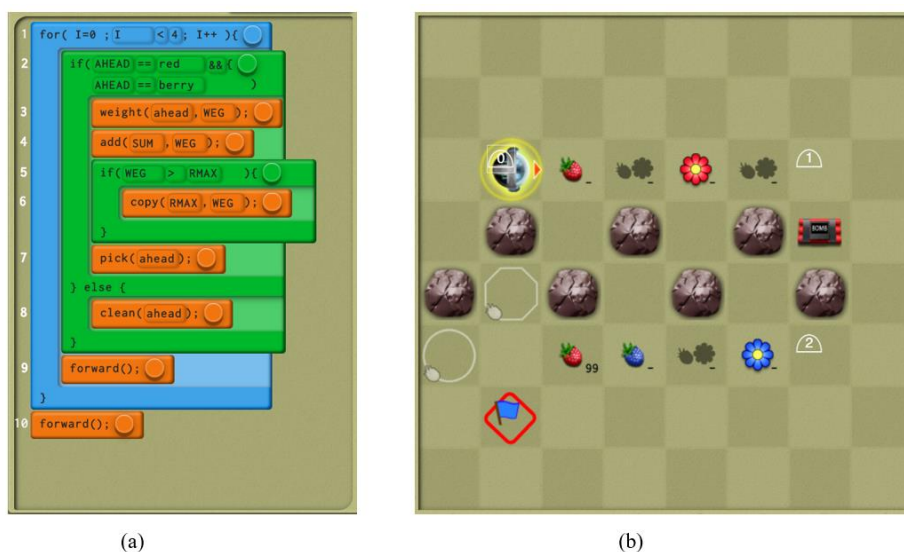 1 for( I=0 ; I < 4; I++ ){
2 if( AHEAD == red &&(
AHEAD == berry )
3 weight( ahead , WEG );
4 add( SUM , WEG );
5 if( WEG > RMAX ){
6 copy( RMAX , WEG );
}
7 pick( ahead );
} else {
8 clean( ahead );
}
9 forward();
}
10 forward();
0
1
BOMB
2
99
(a)
(b)